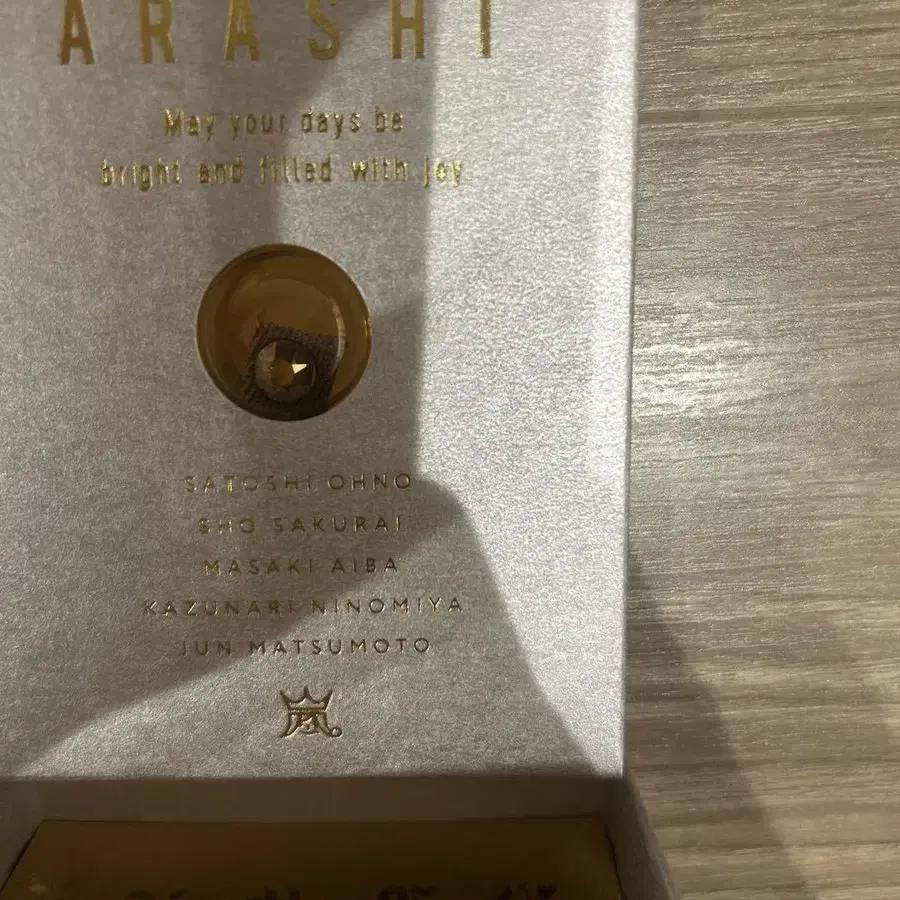 ARASHI
May your days be
bright and filled with joy
SATOSHI OHNO
SHO SAKURAI
MASAKI AIBA
KAZUNARI NINOMIYA
JUN MATSUMOTO